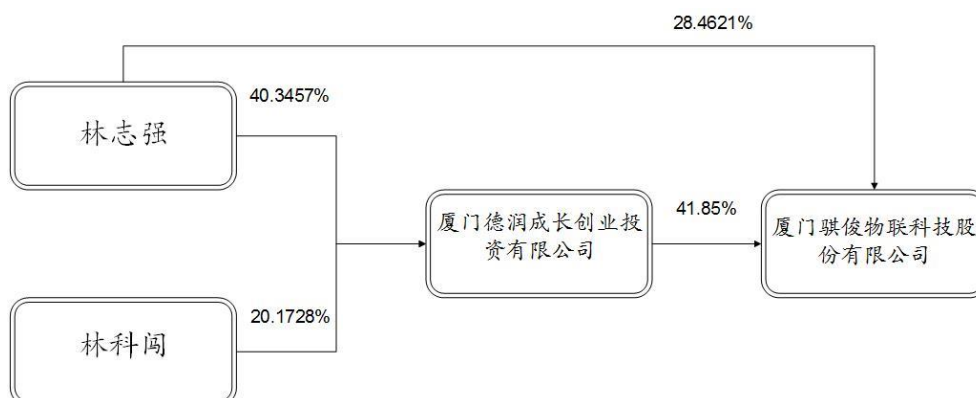 28.4621%
40.3457%
林志强
厦门德润成长创业投
资有限公司
41.85%
厦门骐俊物联科技股
份有限公司
20.1728%
林科闯